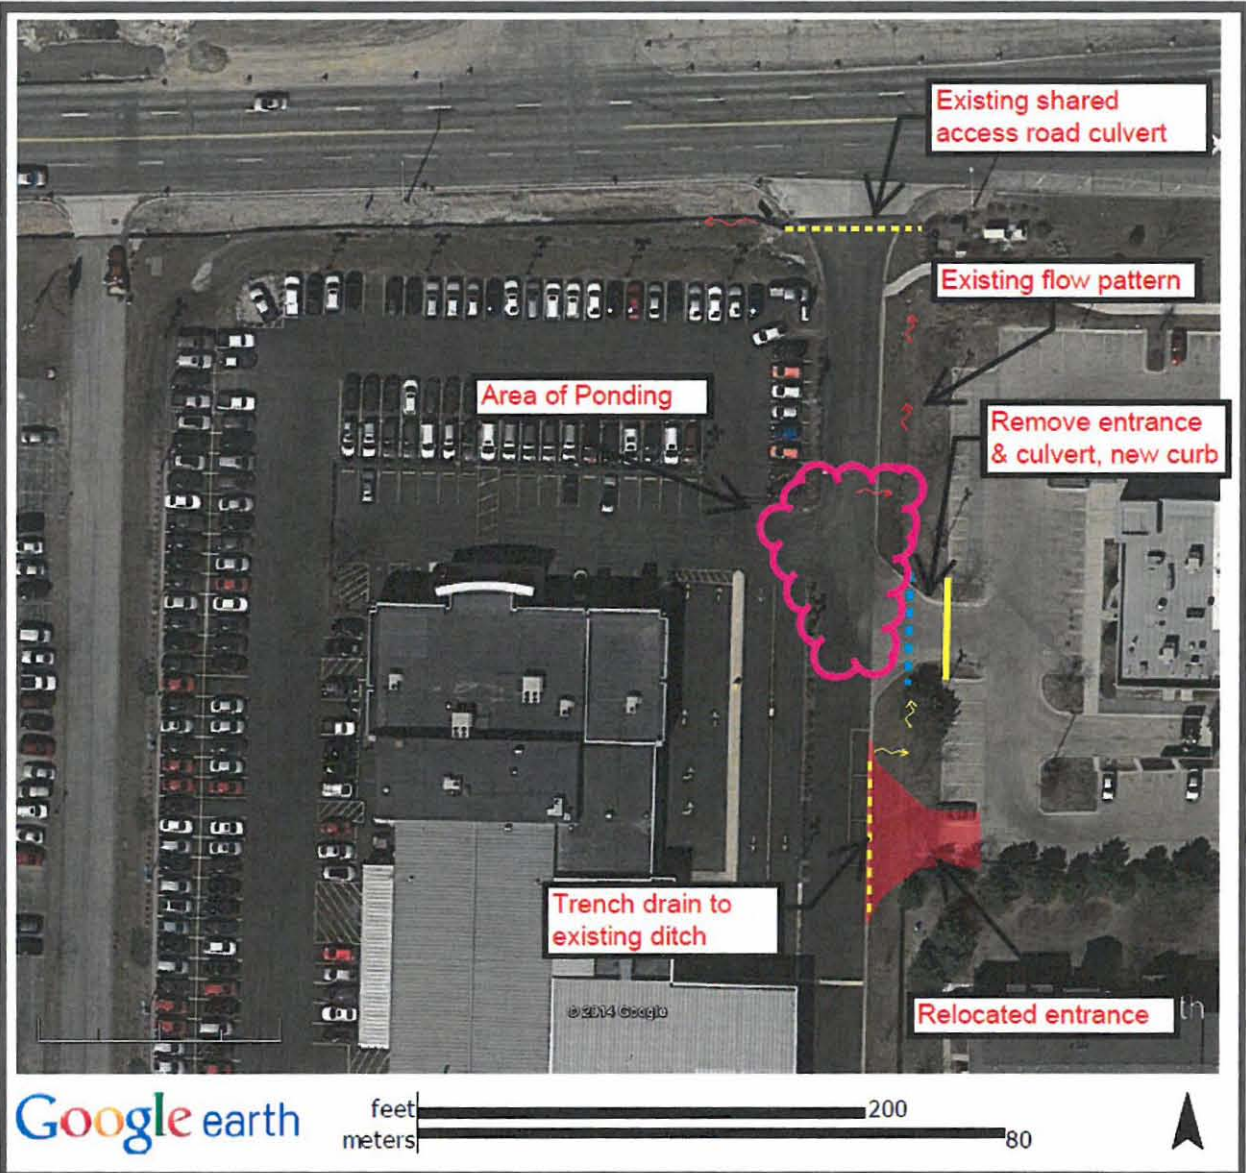 Existing shared
access road culvert
Existing flow pattern
Area of Ponding
Remove entrance
& culvert, new curb
Trench drain to
existing ditch
© 2014 Google
Relocated entrance
th
Google earth
feet
200
meters
80